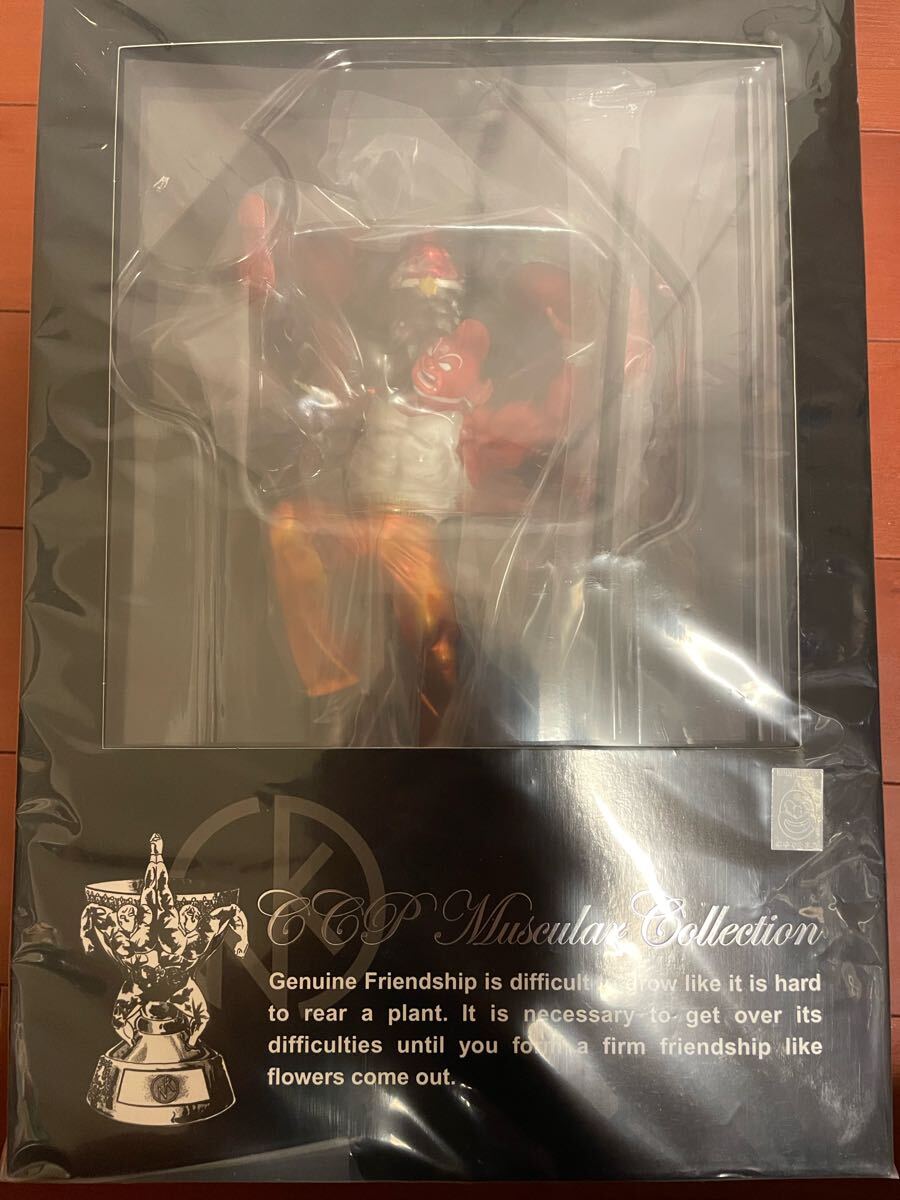 CCP Muscular Collection
Genuine Friendship is difficult grow like it is hard
to rear a plant. It is necessary to get over its
difficulties until you form a firm friendship like
flowers come out.